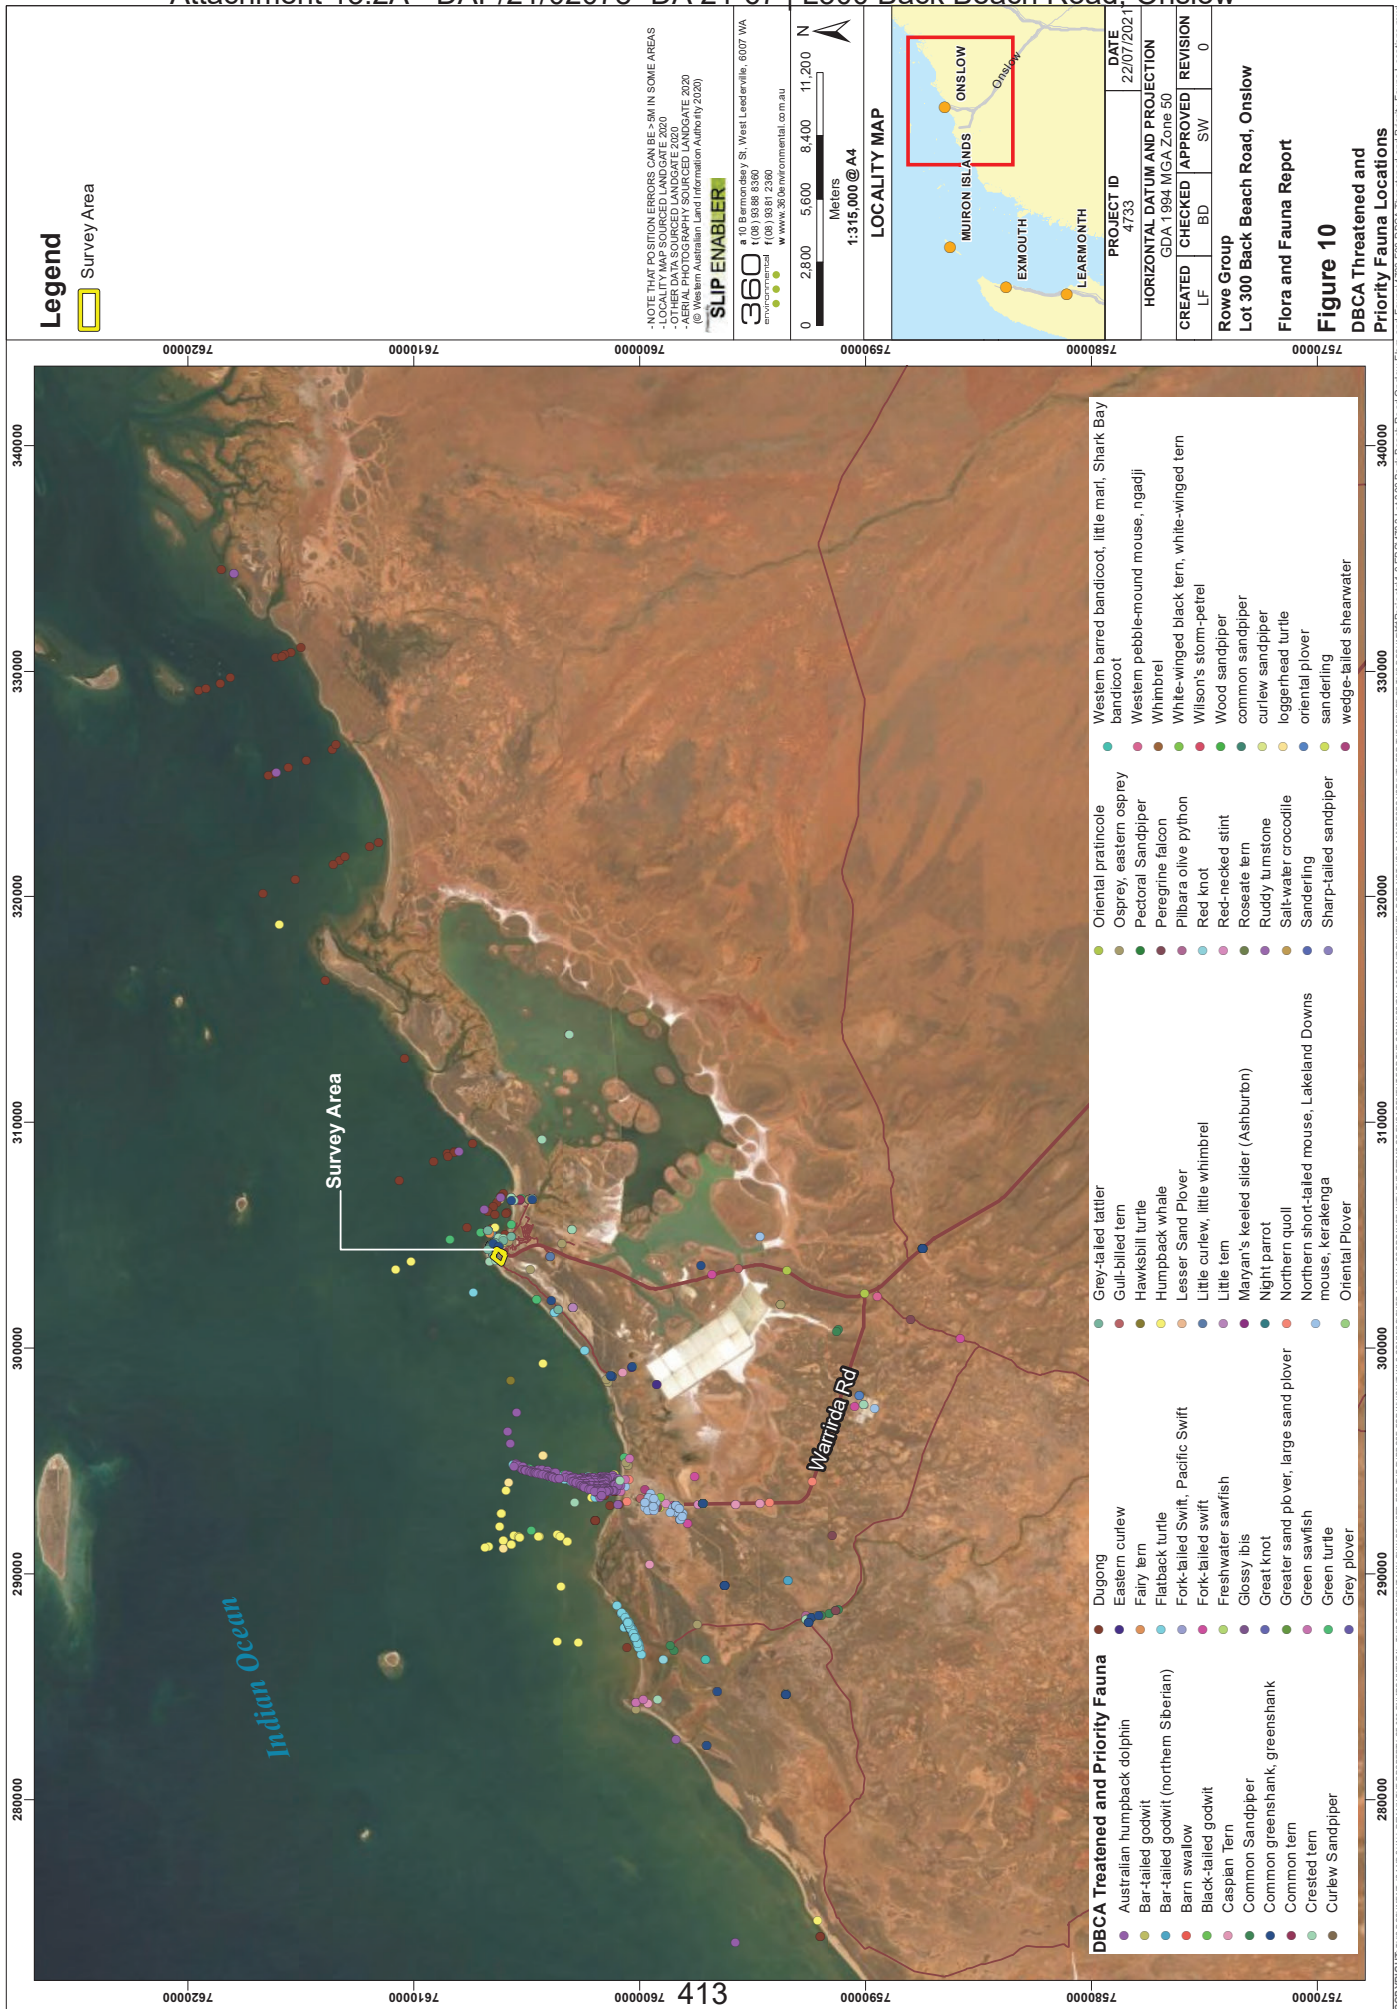 Attachment 13.2A - DAP/21/02073- DA 21-67 | L300 Back Beach Road, Onslow
Legend
Survey Area
- NOTE THAT POSITION ERRORS CAN BE >5M IN SOME AREAS
- LOCALITY MAP SOURCED LANDGATE 2020
- OTHER DATA SOURCED LANDGATE 2020
- AERIAL PHOTOGRAPHY SOURCED LANDGATE 2020
(© Western Australian Land Information Authority 2020)
SLIP ENABLER
360
environmental
a 10 Bermondsey St, West Leederville, 6007 WA
t (08) 9388 8360
f (08) 9381 2360
w www.360environmental.com.au
0 2,800 5,600 8,400 11,200
N
Meters
1:315,000 @ A4
LOCALITY MAP
MUIRON ISLANDS
ONSLOW
Onslow
EXMOUTH
LEARMONTH
PROJECT ID
4733
DATE
22/07/2021
HORIZONTAL DATUM AND PROJECTION
GDA 1994 MGA Zone 50
CREATED CHECKED APPROVED REVISION
LF BD SW 0
Rowe Group
Lot 300 Back Beach Road, Onslow
Flora and Fauna Report
Figure 10
DBCA Threatened and
Priority Fauna Locations
280000 290000 300000 310000 320000 330000 340000
7620000 7620000
7610000 7610000
7600000 7600000
7590000 7590000
7580000 7580000
7570000 7570000
280000 290000 300000 310000 320000 330000 340000
Indian Ocean
Survey Area
Warrirda Rd
DBCA Treatened and Priority Fauna
Australian humpback dolphin
Bar-tailed godwit
Bar-tailed godwit (northern Siberian)
Barn swallow
Black-tailed godwit
Caspian Tern
Common Sandpiper
Common greenshank, greenshank
Common tern
Crested tern
Curlew Sandpiper
Dugong
Eastern curlew
Fairy tern
Flatback turtle
Fork-tailed Swift, Pacific Swift
Fork-tailed swift
Freshwater sawfish
Glossy ibis
Great knot
Greater sand plover, large sand plover
Green sawfish
Green turtle
Grey plover
Grey-tailed tattler
Gull-billed tern
Hawksbill turtle
Humpback whale
Lesser Sand Plover
Little curlew, little whimbrel
Little tern
Maryan's keeled slider (Ashburton)
Night parrot
Northern quoll
Northern short-tailed mouse, Lakeland Downs
mouse, kerakenga
Oriental Plover
Oriental pratincole
Osprey, eastern osprey
Pectoral Sandpiper
Peregrine falcon
Pilbara olive python
Red knot
Red-necked stint
Roseate tern
Ruddy turnstone
Salt-water crocodile
Sanderling
Sharp-tailed sandpiper
Western barred bandicoot, little marl, Shark Bay
bandicoot
Western pebble-mound mouse, ngadji
Whimbrel
White-winged black tern, white-winged tern
Wilson's storm-petrel
Wood sandpiper
common sandpiper
curlew sandpiper
loggerhead turtle
oriental plover
sanderling
wedge-tailed shearwater
413